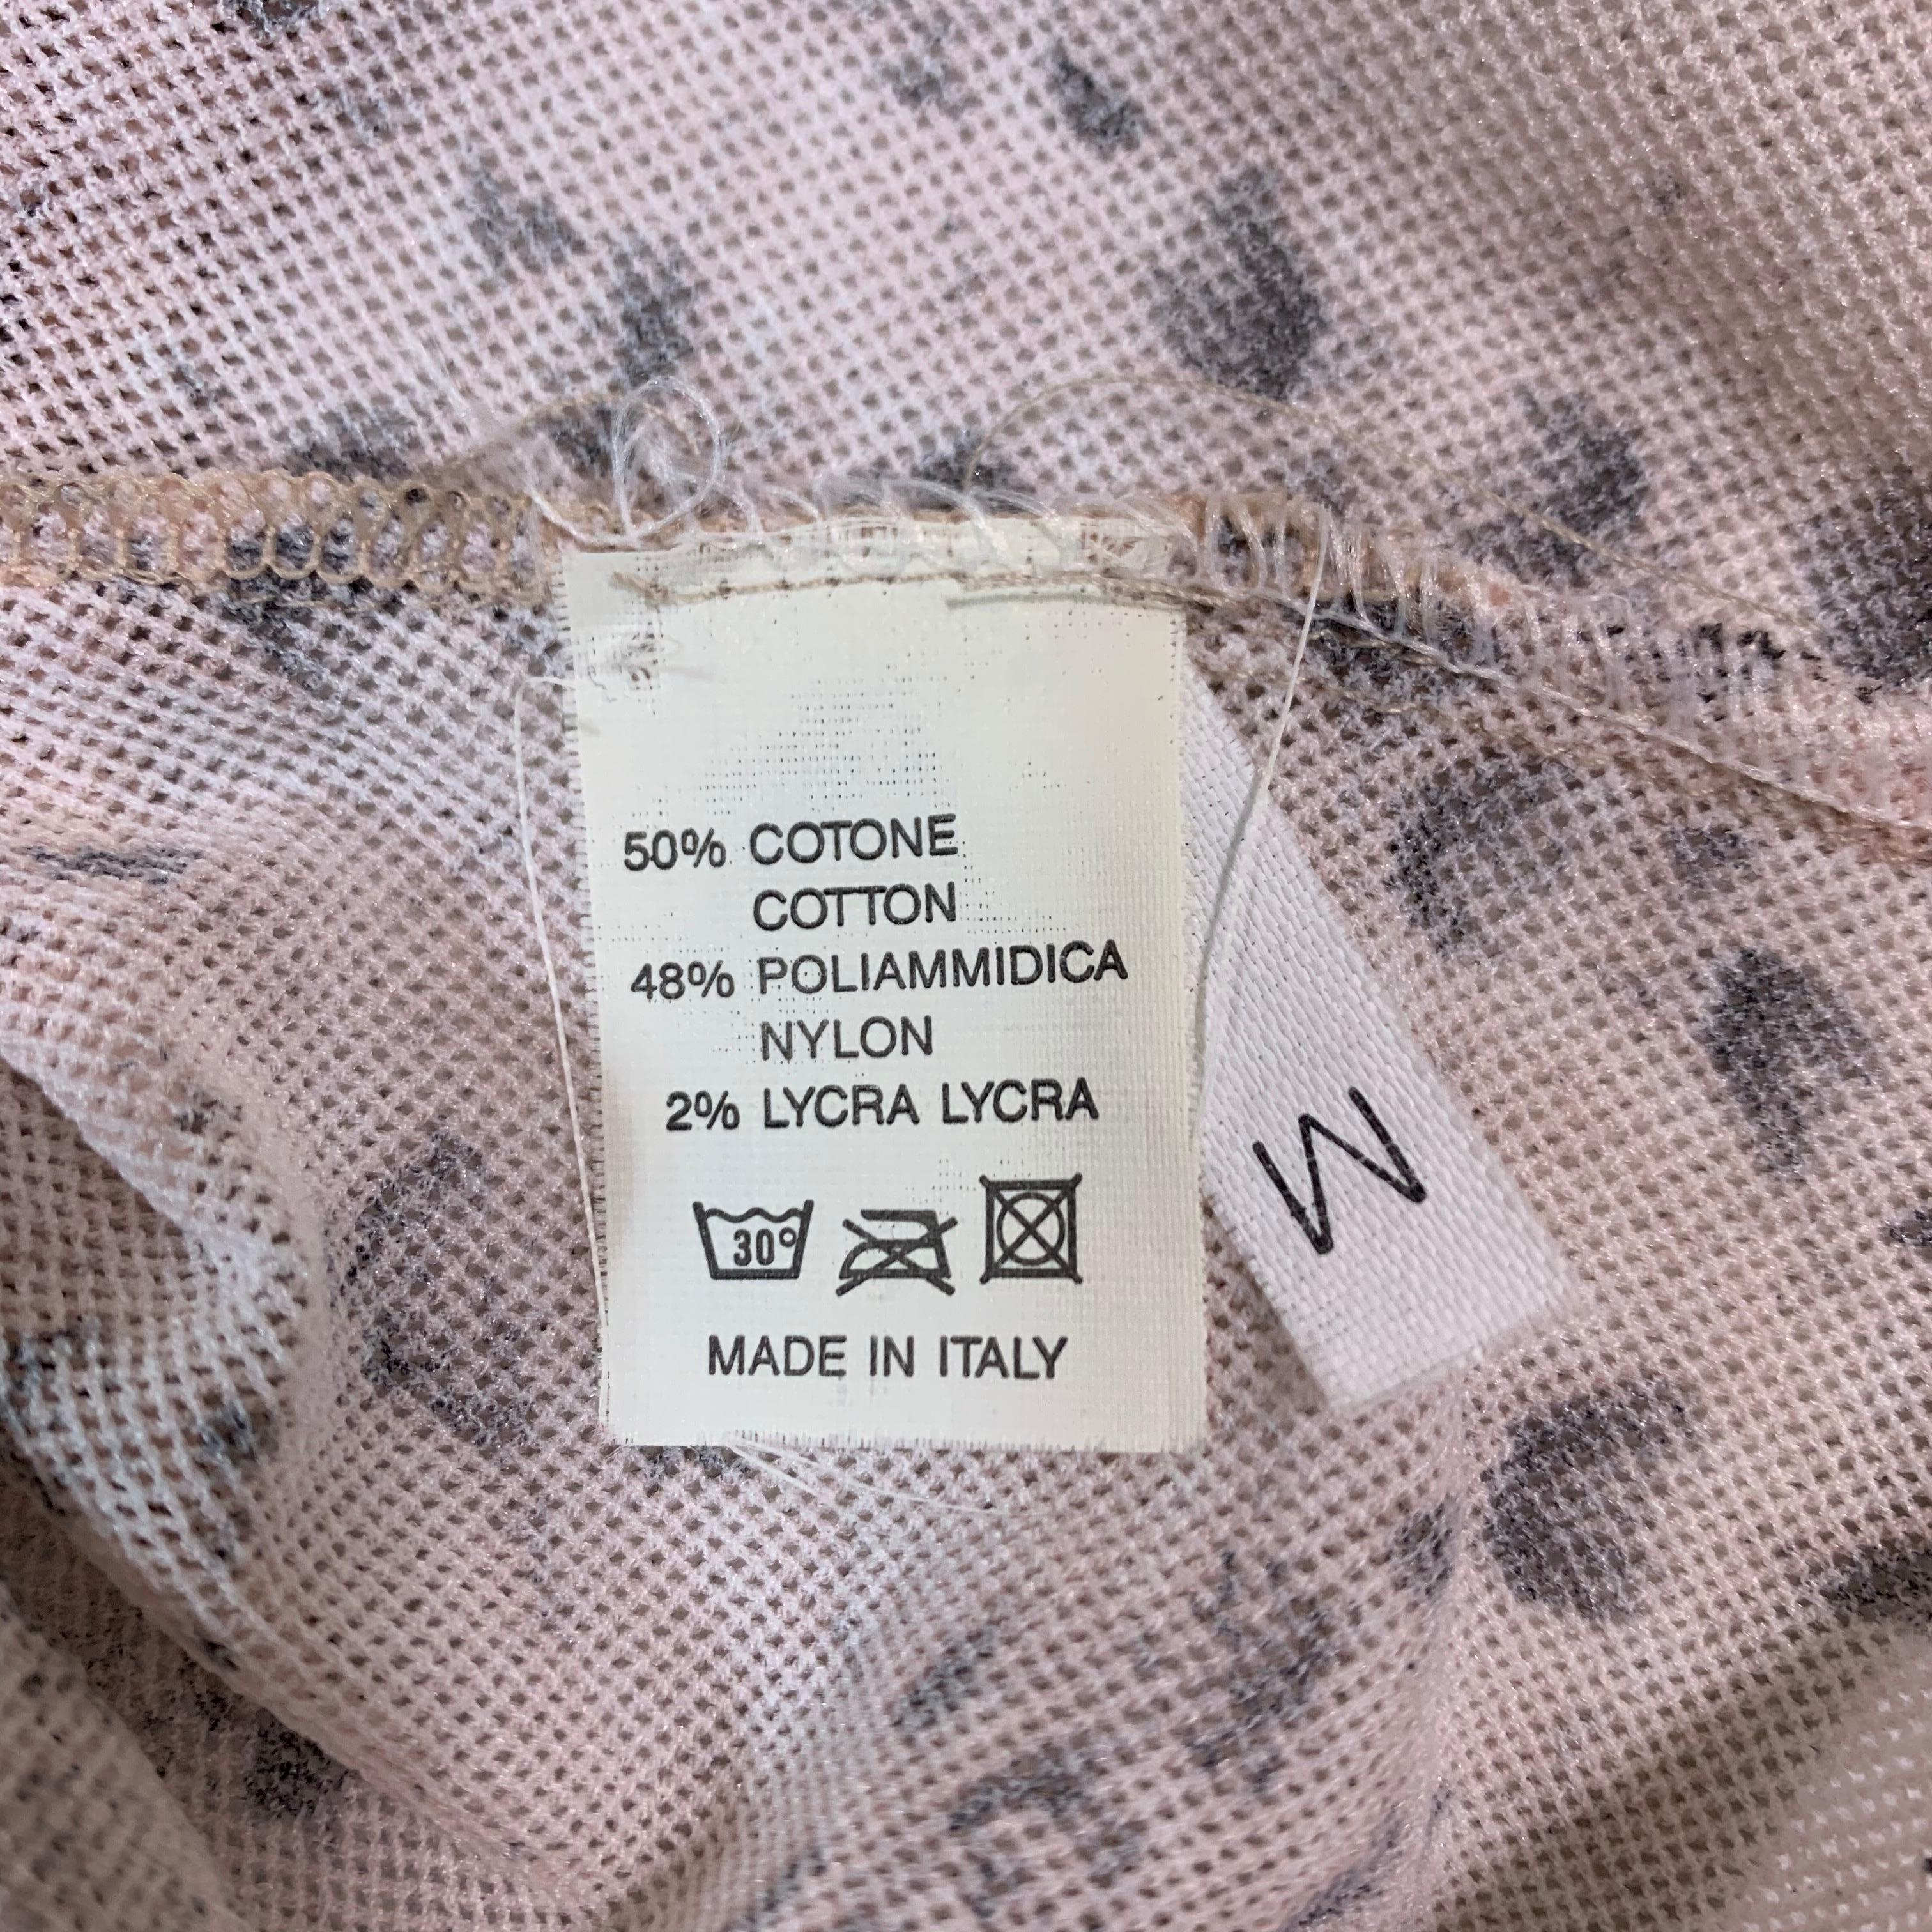 50% COTONE
COTTON
48% POLIAMMIDICA
NYLON
2% LYCRA LYCRA
30°
MADE IN ITALY
M